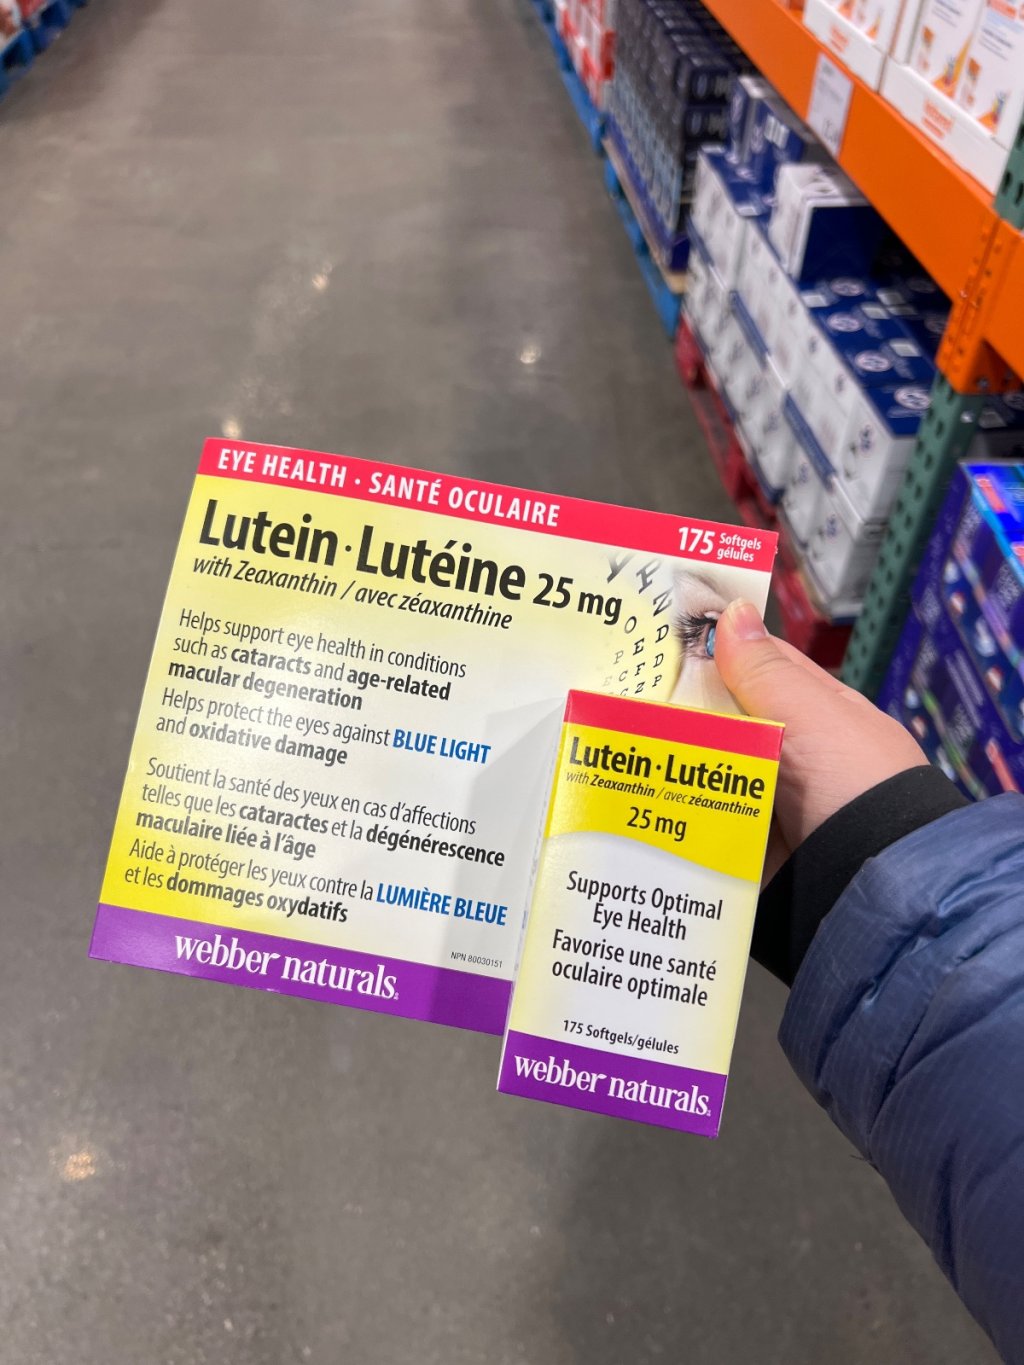 EYE HEALTH · SANTÉ OCULAIRE
175 Softgels
gélules
Lutein · Lutéine 25 mg
with Zeaxanthin / avec zéaxanthine
Helps support eye health in conditions
such as cataracts and age-related
macular degeneration
Helps protect the eyes against BLUE LIGHT
and oxidative damage
Soutient la santé des yeux en cas d'affections
telles que les cataractes et la dégénérescence
maculaire liée à l'âge
Aide à protéger les yeux contre la LUMIÈRE BLEUE
et les dommages oxydatifs
NPN 80030151
webber naturals
Lutein · Lutéine
with Zeaxanthin / avec zéaxanthine
25 mg
Supports Optimal
Eye Health
Favorise une santé
oculaire optimale
175 Softgels/gélules
webber naturals